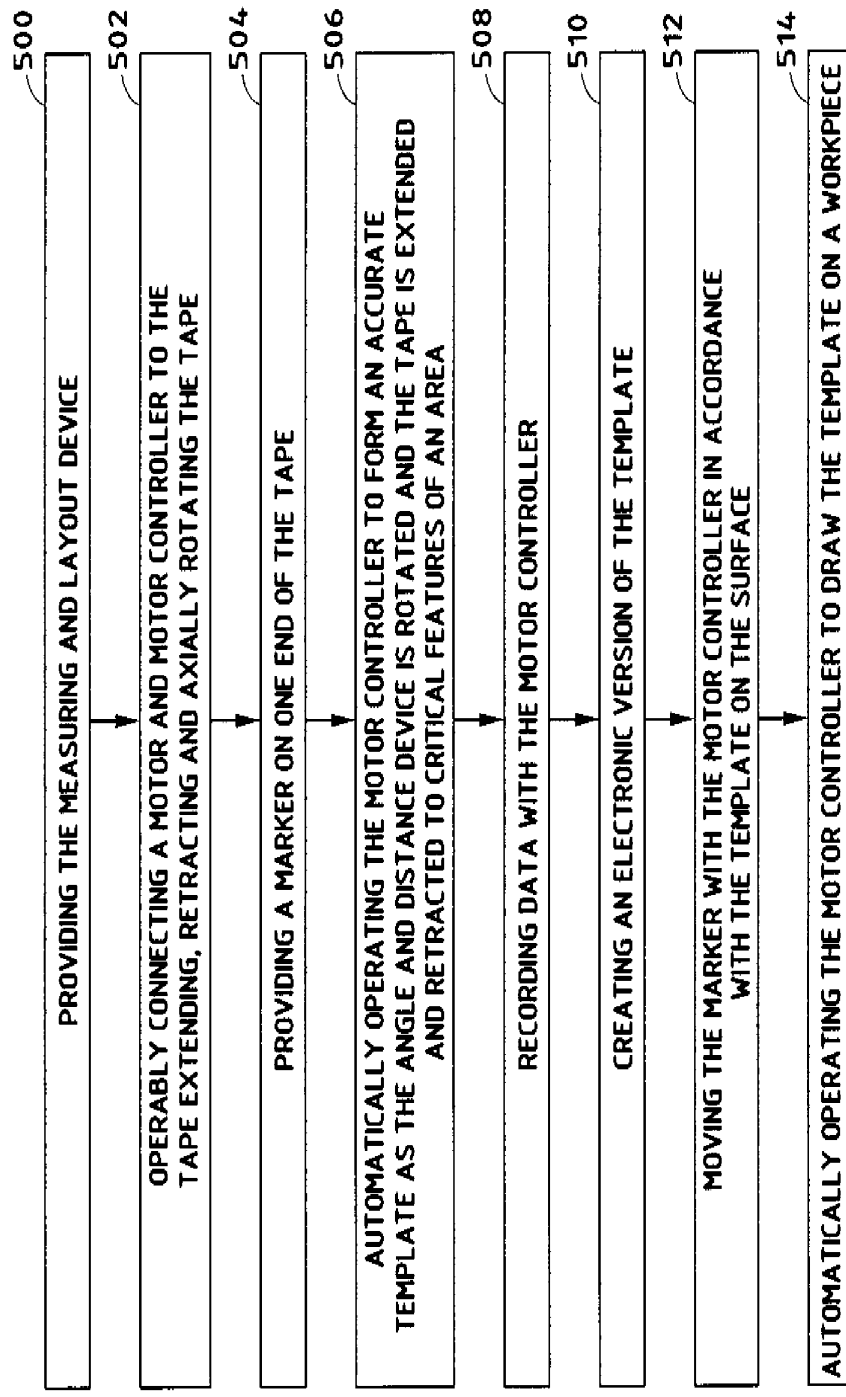 500
PROVIDING THE MEASURING AND LAYOUT DEVICE
502
OPERABLY CONNECTING A MOTOR AND MOTOR CONTROLLER TO THE
TAPE EXTENDING, RETRACTING AND AXIALLY ROTATING THE TAPE
504
PROVIDING A MARKER ON ONE END OF THE TAPE
506
AUTOMATICALLY OPERATING THE MOTOR CONTROLLER TO FORM AN ACCURATE
TEMPLATE AS THE ANGLE AND DISTANCE DEVICE IS ROTATED AND THE TAPE IS EXTENDED
AND RETRACTED TO CRITICAL FEATURES OF AN AREA
508
RECORDING DATA WITH THE MOTOR CONTROLLER
510
CREATING AN ELECTRONIC VERSION OF THE TEMPLATE
512
MOVING THE MARKER WITH THE MOTOR CONTROLLER IN ACCORDANCE
WITH THE TEMPLATE ON THE SURFACE
514
AUTOMATICALLY OPERATING THE MOTOR CONTROLLER TO DRAW THE TEMPLATE ON A WORKPIECE